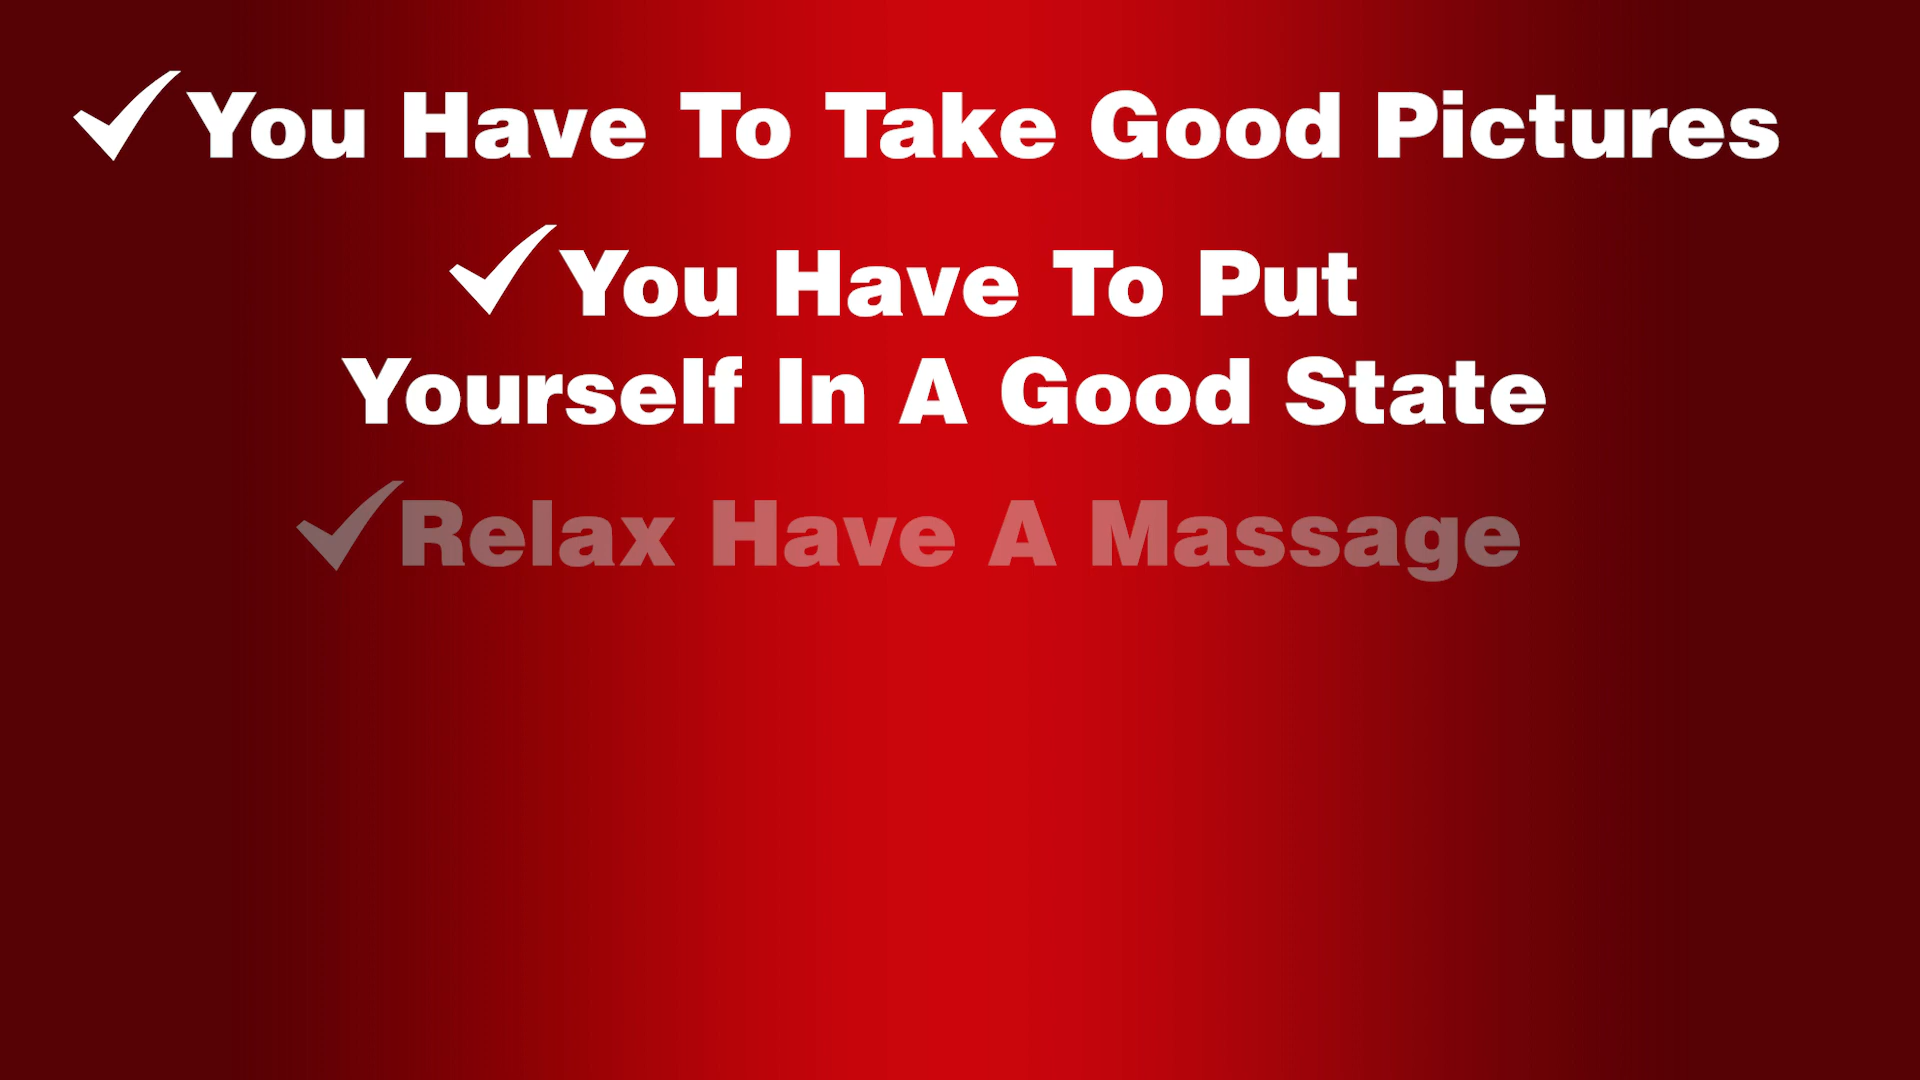 ✓You Have To Take Good Pictures
✓You Have To Put
Yourself In A Good State
✓Relax Have A Massage